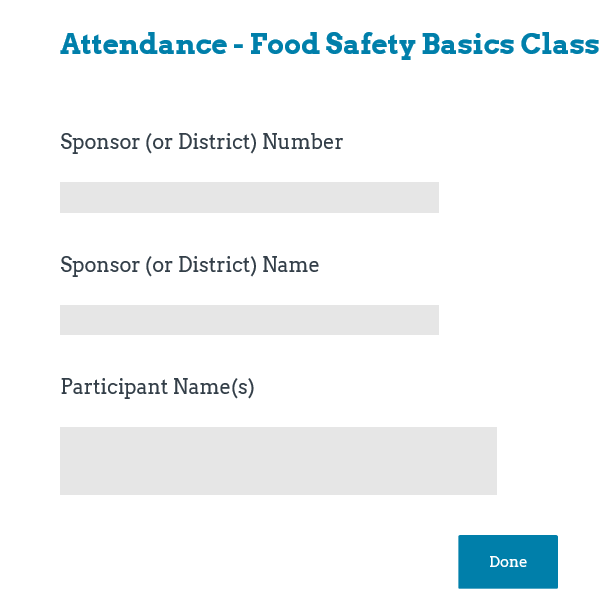 Attendance - Food Safety Basics Class
Sponsor (or District) Number
Sponsor (or District) Name
Participant Name(s)
Done